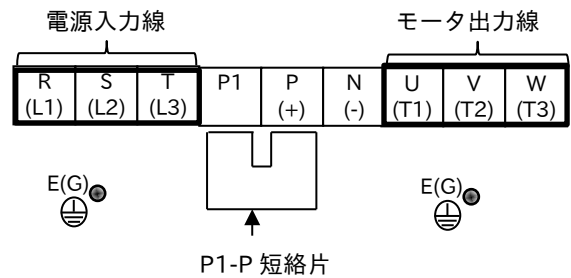 電源入力線 モータ出力線
R S T P1 P N U V W
(L1) (L2) (L3) (+) (-) (T1) (T2) (T3)
E(G) E(G)
P1-P 短絡片